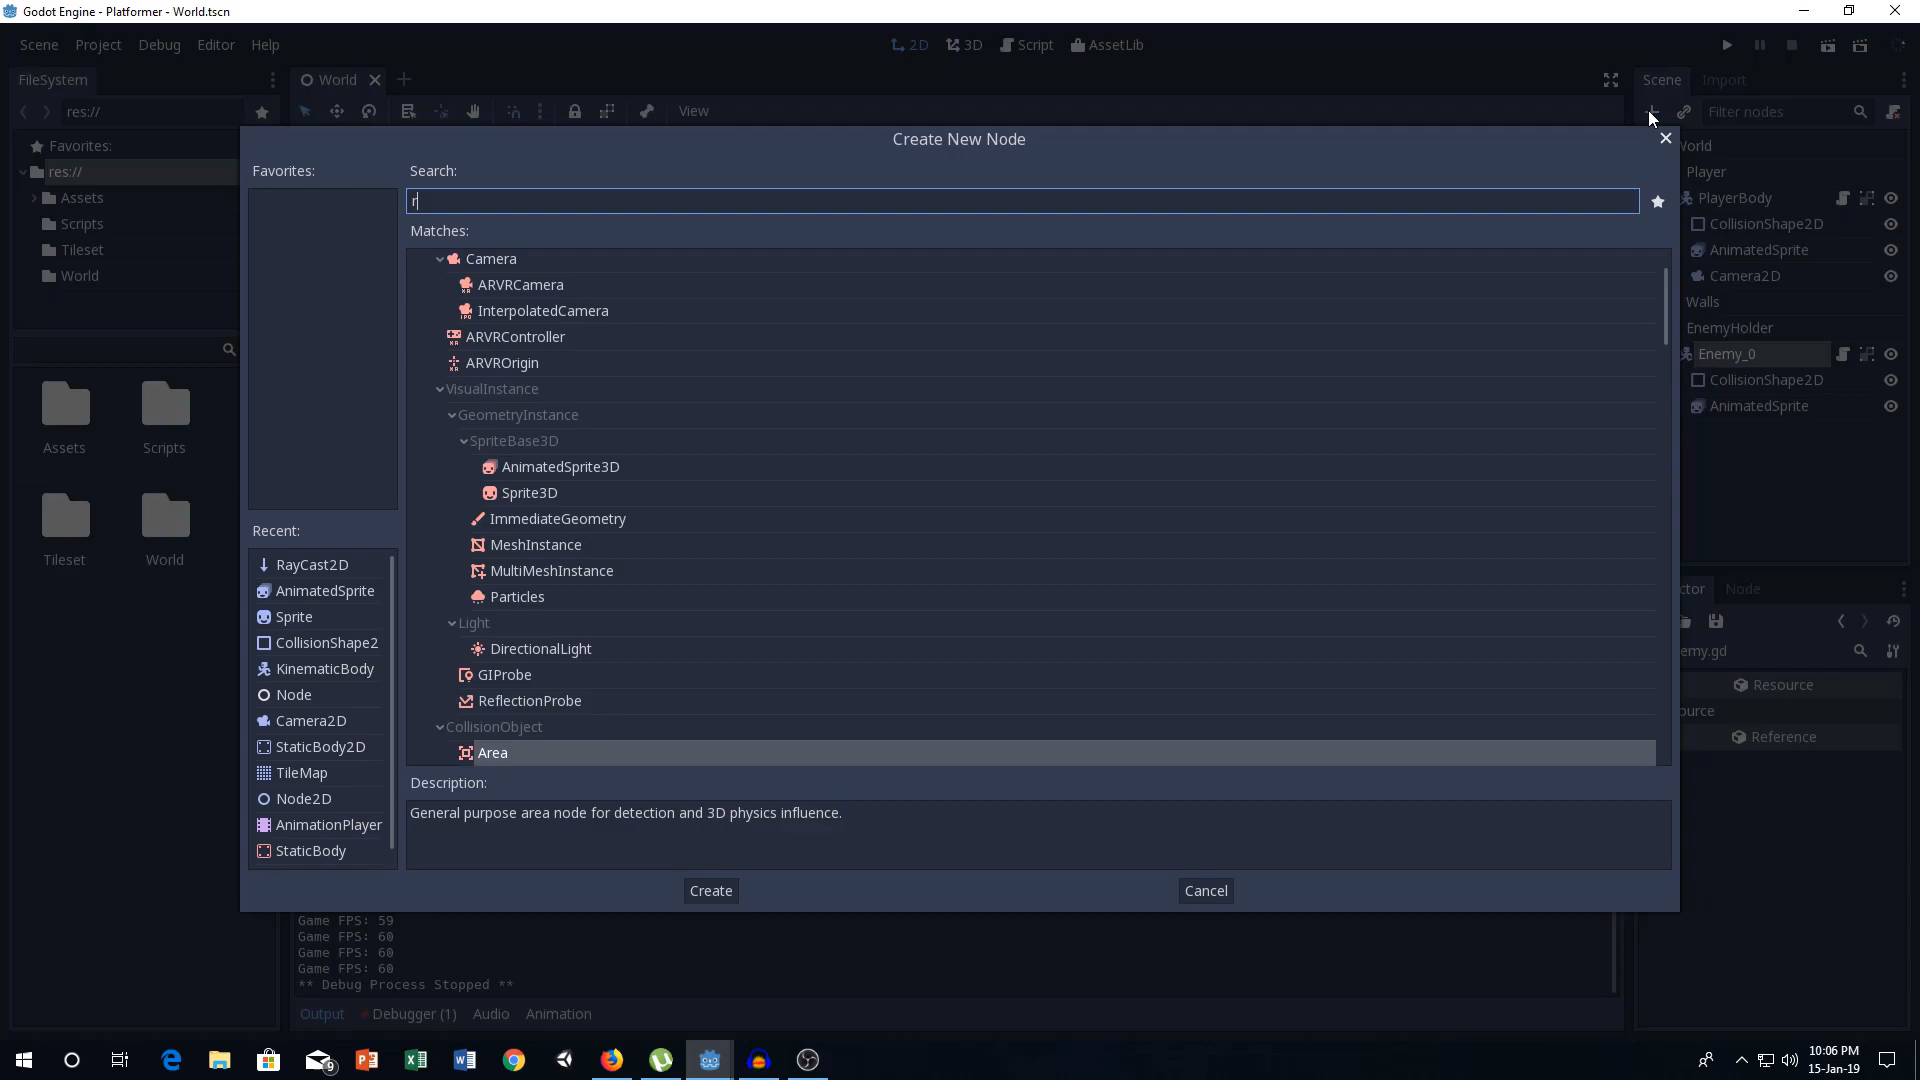 Godot Engine - Platformer - World.tscn
Scene Project Debug Editor Help
2D 3D Script AssetLib
FileSystem
World
Scene Import
res://
View
Filter nodes
Favorites:
res://
Assets
Scripts
Tileset
World
Assets
Scripts
Tileset
World
Create New Node
Favorites:
Search:
r
Matches:
Camera
ARVRCamera
InterpolatedCamera
ARVRController
ARVROrigin
VisualInstance
GeometryInstance
SpriteBase3D
AnimatedSprite3D
Sprite3D
ImmediateGeometry
MeshInstance
MultiMeshInstance
Particles
Light
DirectionalLight
GIProbe
ReflectionProbe
CollisionObject
Area
Recent:
RayCast2D
AnimatedSprite
Sprite
CollisionShape2
KinematicBody
Node
Camera2D
StaticBody2D
TileMap
Node2D
AnimationPlayer
StaticBody
Description:
General purpose area node for detection and 3D physics influence.
Create
Cancel
World
Player
PlayerBody
CollisionShape2D
AnimatedSprite
Camera2D
Walls
EnemyHolder
Enemy_0
CollisionShape2D
AnimatedSprite
ctor Node
emy.gd
Resource
ource
Reference
Game FPS: 59
Game FPS: 60
Game FPS: 60
Game FPS: 60
** Debug Process Stopped **
Output Debugger (1) Audio Animation
9
10:06 PM
15-Jan-19